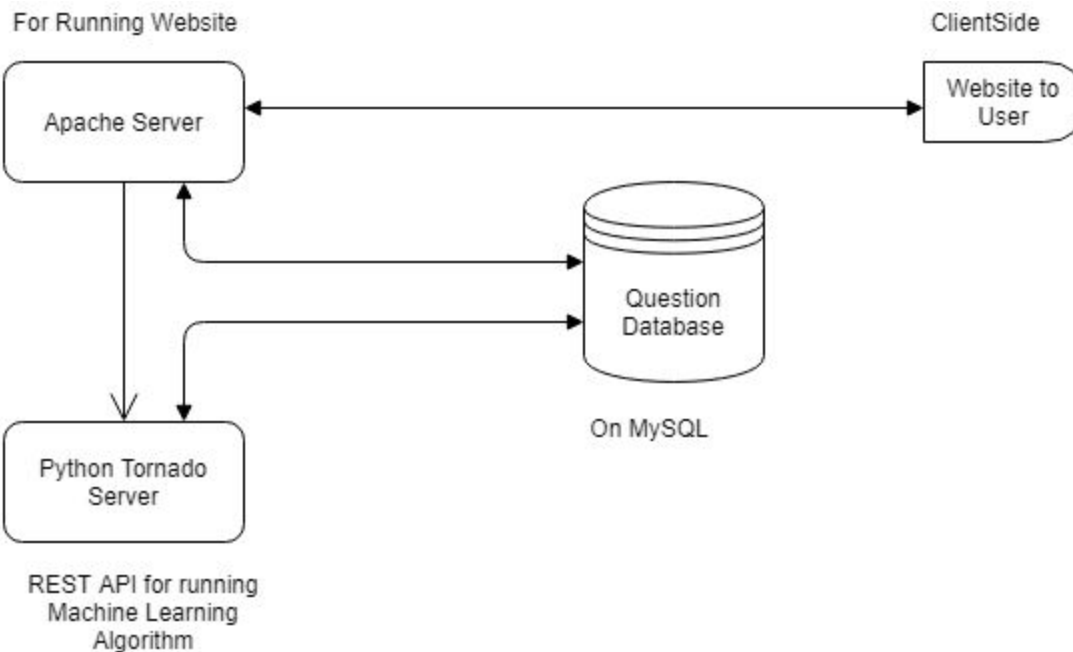 For Running Website
ClientSide
Apache Server
Website to
User
Question
Database
On MySQL
Python Tornado
Server
REST API for running
Machine Learning
Algorithm